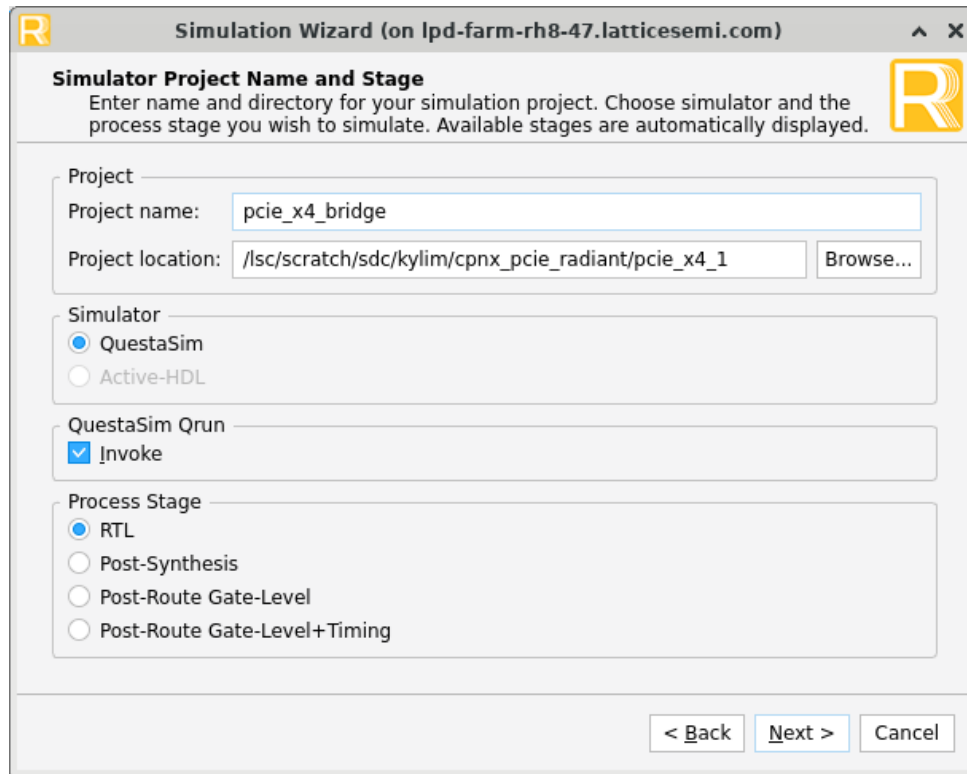 Simulation Wizard (on lpd-farm-rh8-47.latticesemi.com)
Simulator Project Name and Stage
Enter name and directory for your simulation project. Choose simulator and the
process stage you wish to simulate. Available stages are automatically displayed.
Project
Project name: pcie_x4_bridge
Project location: /lsc/scratch/sdc/kylim/cpnx_pcie_radiant/pcie_x4_1 Browse...
Simulator
QuestaSim
Active-HDL
QuestaSim Qrun
Invoke
Process Stage
RTL
Post-Synthesis
Post-Route Gate-Level
Post-Route Gate-Level+Timing
< Back Next > Cancel